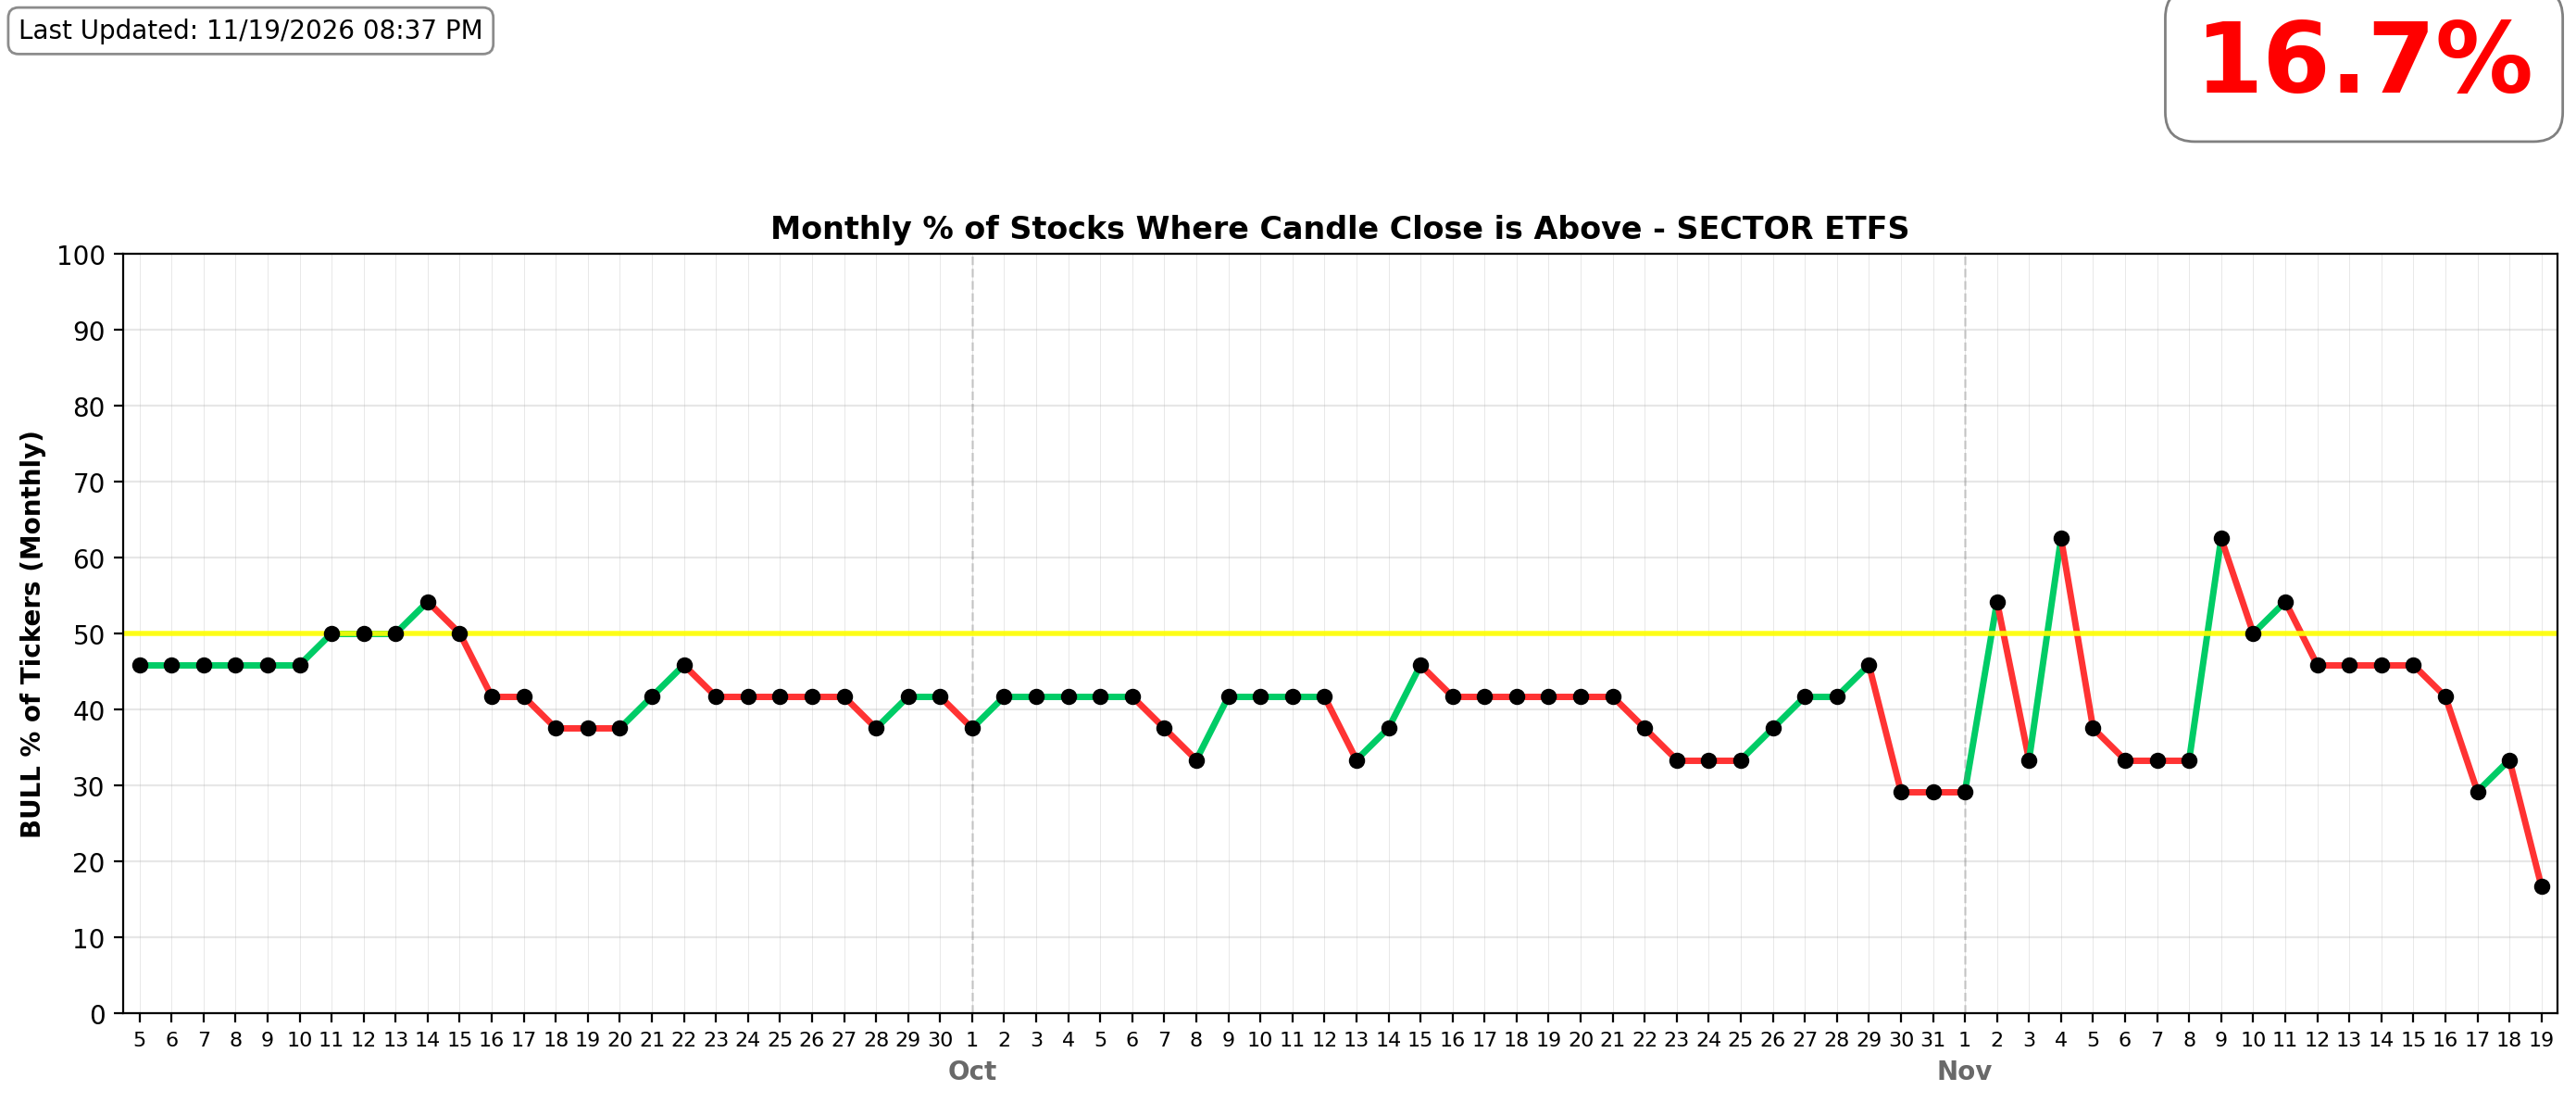 Last Updated: 11/19/2026 08:37 PM
16.7%
Monthly % of Stocks Where Candle Close is Above - SECTOR ETFS
BULL % of Tickers (Monthly)
100
90
80
70
60
50
40
30
20
10
0
5 6 7 8 9 10 11 12 13 14 15 16 17 18 19 20 21 22 23 24 25 26 27 28 29 30 1 2 3 4 5 6 7 8 9 10 11 12 13 14 15 16 17 18 19 20 21 22 23 24 25 26 27 28 29 30 31 1 2 3 4 5 6 7 8 9 10 11 12 13 14 15 16 17 18 19
Oct Nov